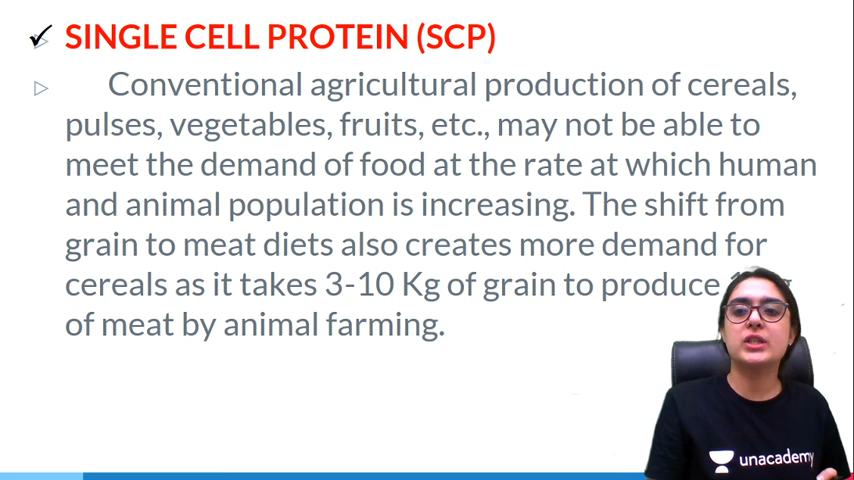 SINGLE CELL PROTEIN (SCP)
Conventional agricultural production of cereals,
pulses, vegetables, fruits, etc., may not be able to
meet the demand of food at the rate at which human
and animal population is increasing. The shift from
grain to meat diets also creates more demand for
cereals as it takes 3-10 Kg of grain to produce
of meat by animal farming.
unacademy